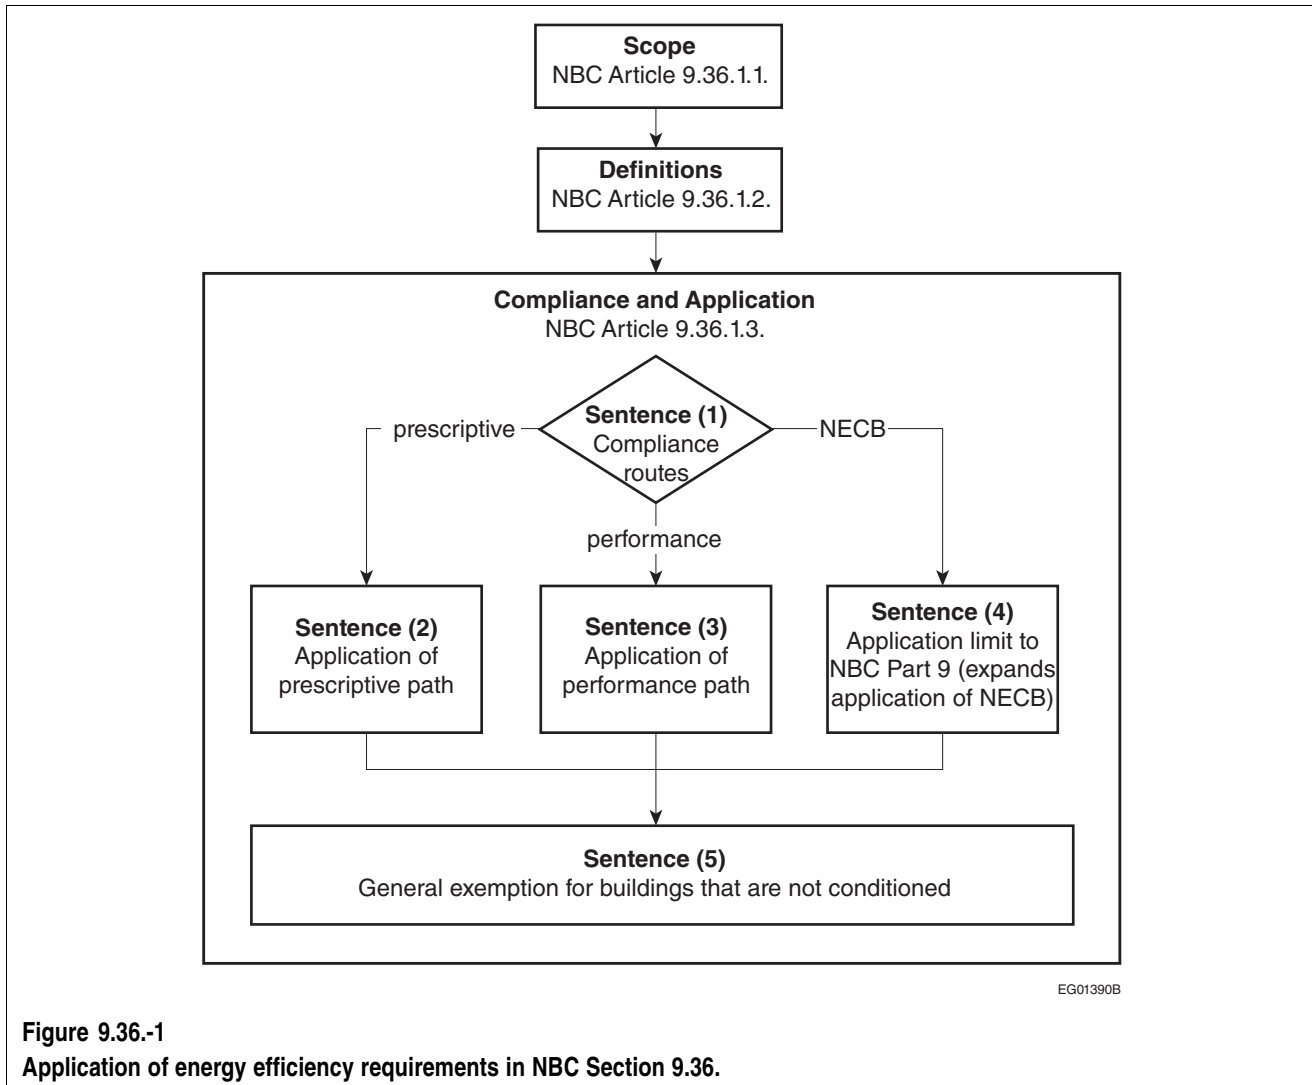 Scope
NBC Article 9.36.1.1.
Definitions
NBC Article 9.36.1.2.
Compliance and Application
NBC Article 9.36.1.3.
Sentence (1)
Compliance
routes
prescriptive
NECB
performance
Sentence (2)
Application of
prescriptive path
Sentence (3)
Application of
performance path
Sentence (4)
Application limit to
NBC Part 9 (expands
application of NECB)
Sentence (5)
General exemption for buildings that are not conditioned
EG01390B
Figure 9.36.-1
Application of energy efficiency requirements in NBC Section 9.36.